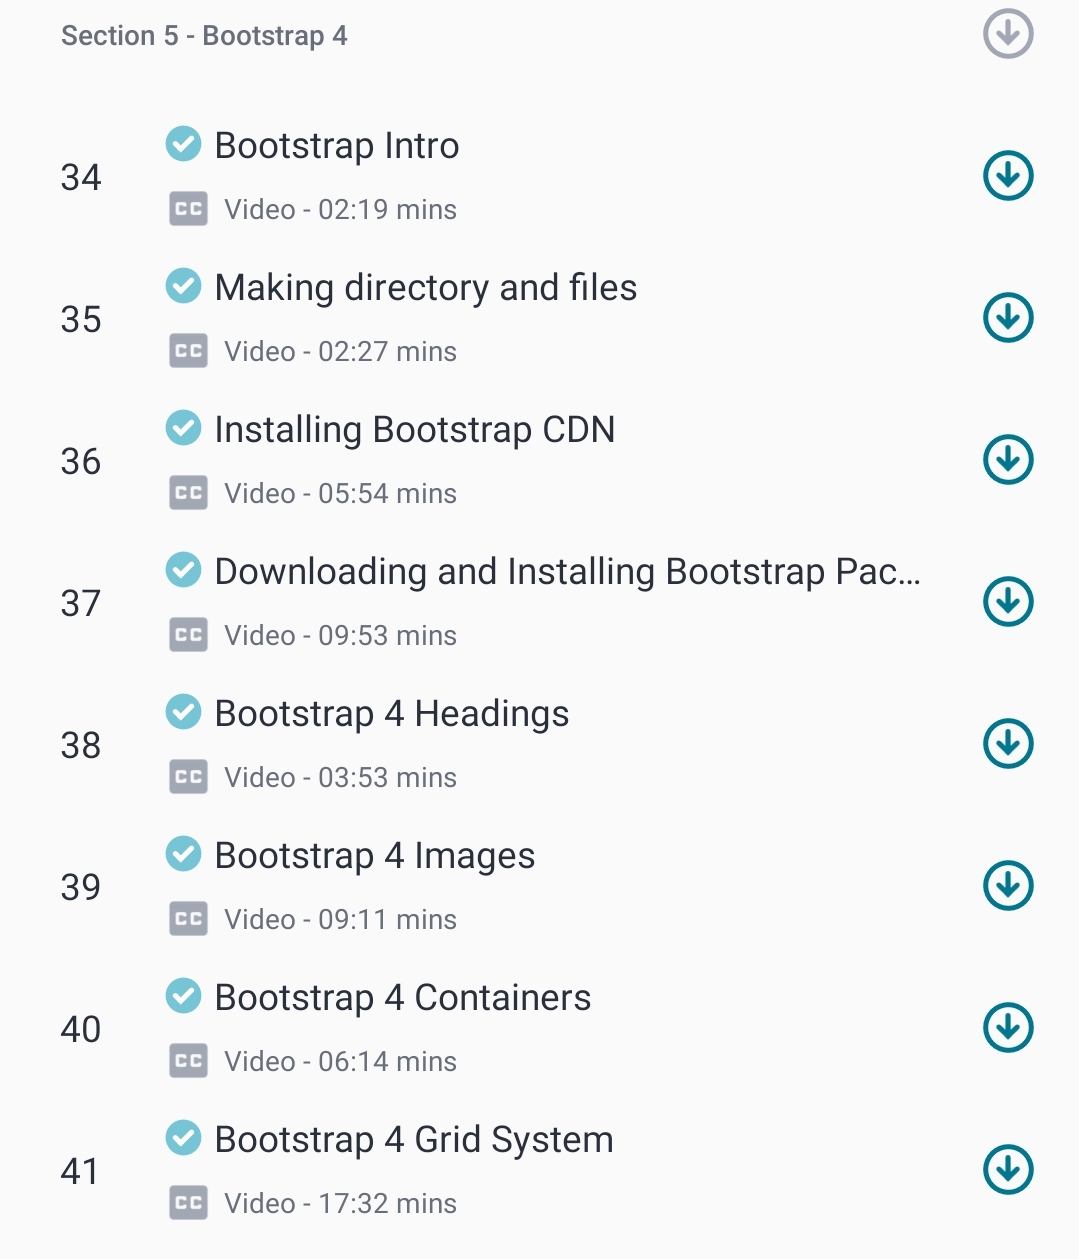 Section 5 - Bootstrap 4
34
Bootstrap Intro
CC Video - 02:19 mins
35
Making directory and files
CC Video - 02:27 mins
36
Installing Bootstrap CDN
CC Video - 05:54 mins
37
Downloading and Installing Bootstrap Pac...
CC Video - 09:53 mins
38
Bootstrap 4 Headings
CC Video - 03:53 mins
39
Bootstrap 4 Images
CC Video - 09:11 mins
40
Bootstrap 4 Containers
CC Video - 06:14 mins
41
Bootstrap 4 Grid System
CC Video - 17:32 mins